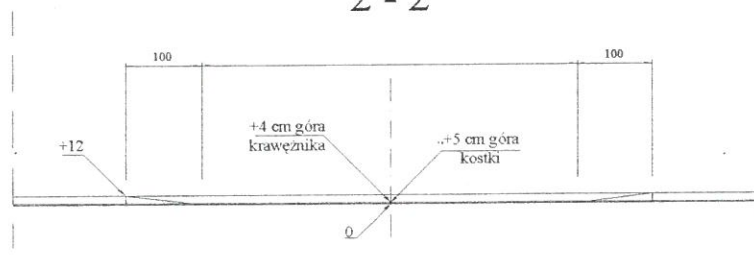 2 - 2
100
100
+4 cm góra
krawężnika
+5 cm góra
kostki
+12
0